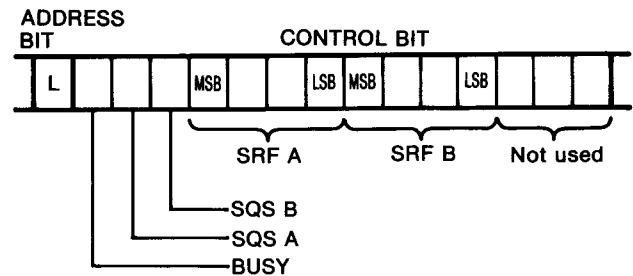 ADDRESS
BIT
CONTROL BIT
L MSB LSB MSB LSB
SRF A SRF B Not used
SQS B
SQS A
BUSY